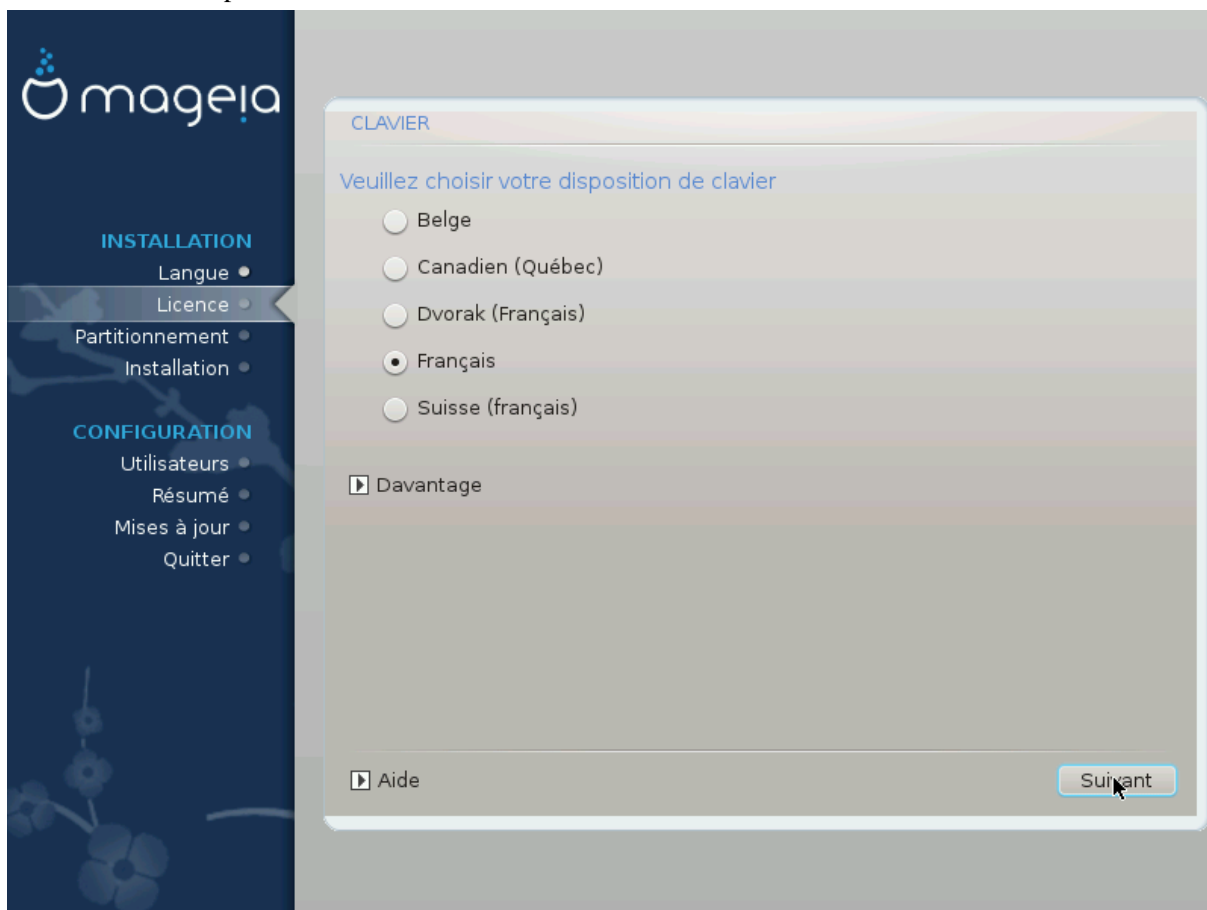 mageia
INSTALLATION
Langue
Licence
Partitionnement
Installation
CONFIGURATION
Utilisateurs
Résumé
Mises à jour
Quitter
CLAVIER
Veuillez choisir votre disposition de clavier
Belge
Canadien (Québec)
Dvorak (Français)
Français
Suisse (français)
Davantage
Aide
Suivant